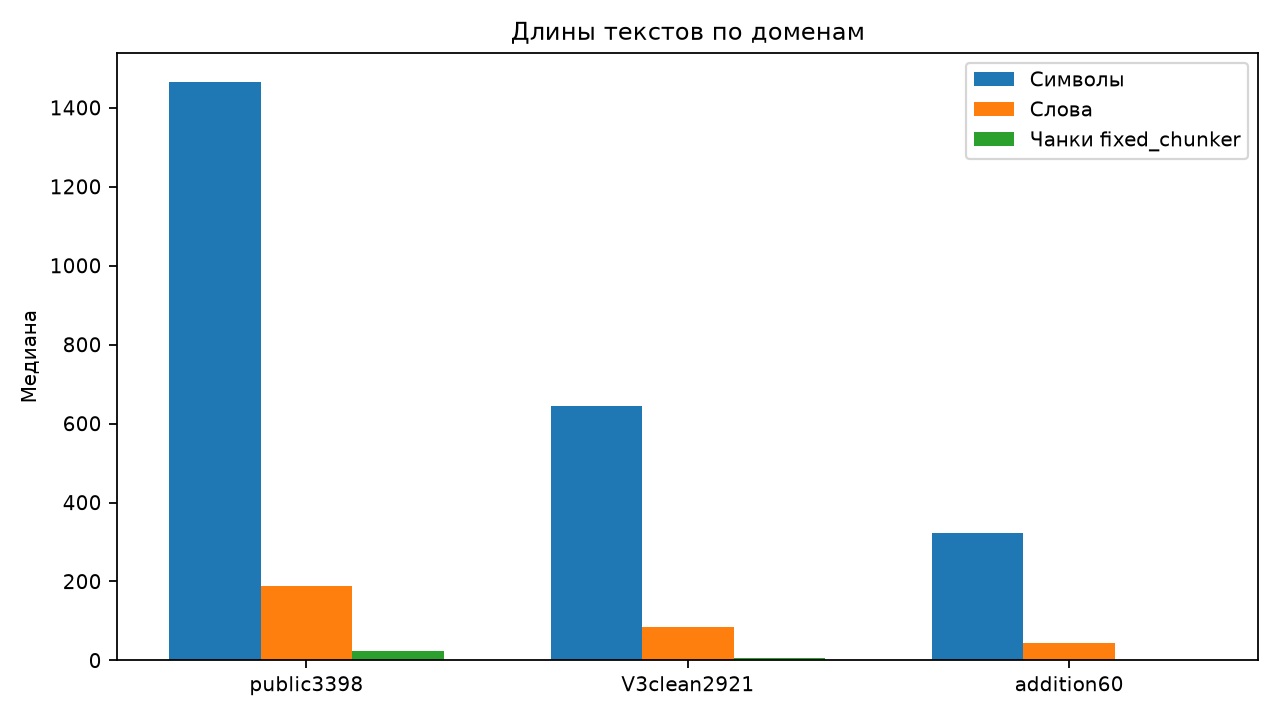 Длины текстов по доменам
Символы
Слова
Чанки fixed_chunker
Медиана
1400
1200
1000
800
600
400
200
0
public3398
V3clean2921
addition60